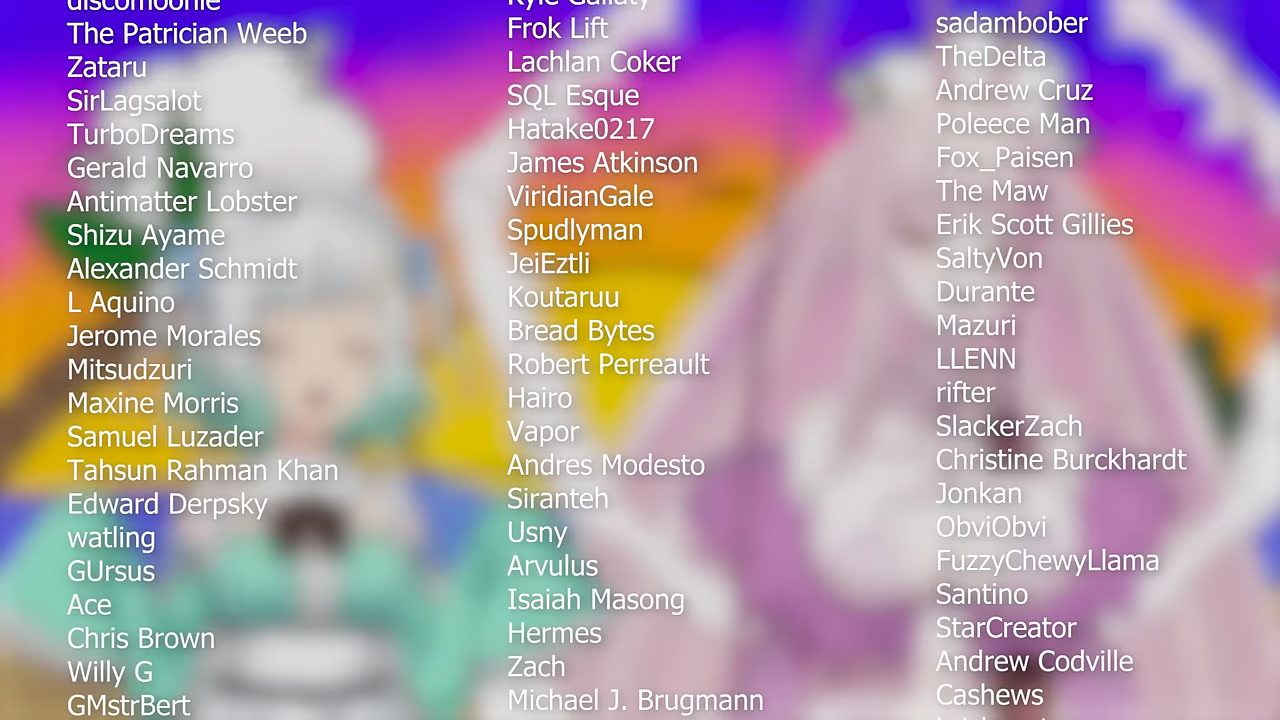 discomoonle
The Patrician Weeb
Zataru
SirLagsalot
TurboDreams
Gerald Navarro
Antimatter Lobster
Shizu Ayame
Alexander Schmidt
L Aquino
Jerome Morales
Mitsudzuri
Maxine Morris
Samuel Luzader
Tahsun Rahman Khan
Edward Derpsky
watling
GUrsus
Ace
Chris Brown
Willy G
GMstrBert
Frok Lift
Lachlan Coker
SQL Esque
Hatake0217
James Atkinson
ViridianGale
Spudlyman
JeiEztli
Koutaruu
Bread Bytes
Robert Perreault
Hairo
Vapor
Andres Modesto
Siranteh
Usny
Arvulus
Isaiah Masong
Hermes
Zach
Michael J. Brugmann
sadambober
TheDelta
Andrew Cruz
Poleece Man
Fox_Paisen
The Maw
Erik Scott Gillies
SaltyVon
Durante
Mazuri
LLENN
rifter
SlackerZach
Christine Burckhardt
Jonkan
ObviObvi
FuzzyChewyLlama
Santino
StarCreator
Andrew Codville
Cashews